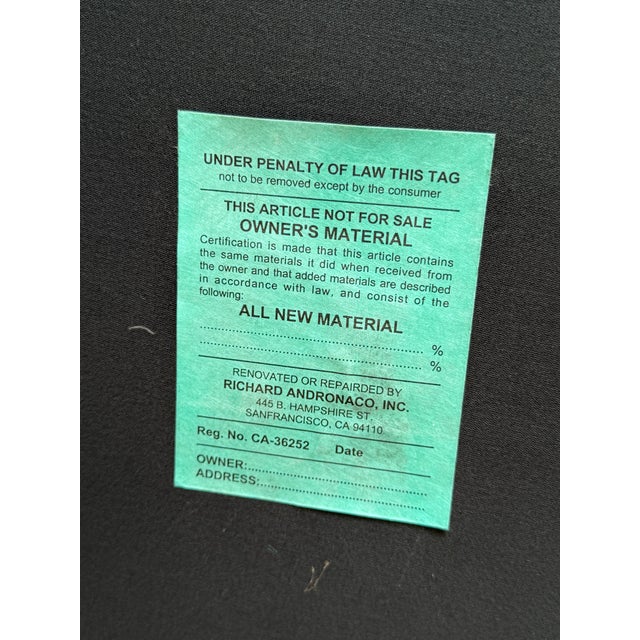 UNDER PENALTY OF LAW THIS TAG
not to be removed except by the consumer
THIS ARTICLE NOT FOR SALE
OWNER'S MATERIAL
Certification is made that this article contains
the same materials it did when received from
the owner and that added materials are described
in accordance with law, and consist of the
following:
ALL NEW MATERIAL
........................................ %
........................................ %
RENOVATED OR REPAIRDED BY
RICHARD ANDRONACO, INC.
445 B. HAMPSHIRE ST.
SANFRANCISCO, CA 94110
Reg. No. CA-36252 Date
OWNER:........................................
ADDRESS:........................................